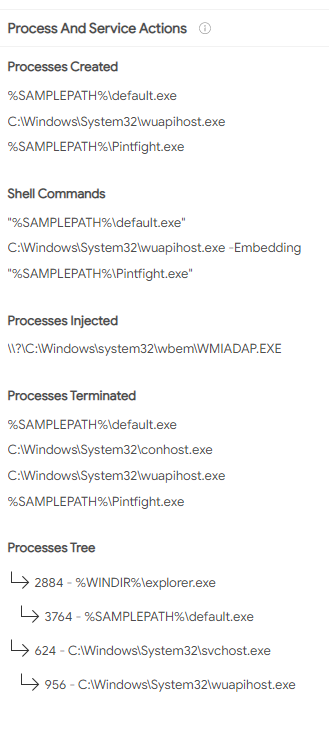 Process And Service Actions
Processes Created
%SAMPLEPATH%\default.exe
C:\Windows\System32\wuapihost.exe
%SAMPLEPATH%\Pintfight.exe
Shell Commands
"%SAMPLEPATH%\default.exe"
C:\Windows\System32\wuapihost.exe -Embedding
"%SAMPLEPATH%\Pintfight.exe"
Processes Injected
\\?\C:\Windows\system32\wbem\WMIADAP.EXE
Processes Terminated
%SAMPLEPATH%\default.exe
C:\Windows\System32\conhost.exe
C:\Windows\System32\wuapihost.exe
%SAMPLEPATH%\Pintfight.exe
Processes Tree
2884 - %WINDIR%\explorer.exe
3764 - %SAMPLEPATH%\default.exe
624 - C:\Windows\System32\svchost.exe
956 - C:\Windows\System32\wuapihost.exe